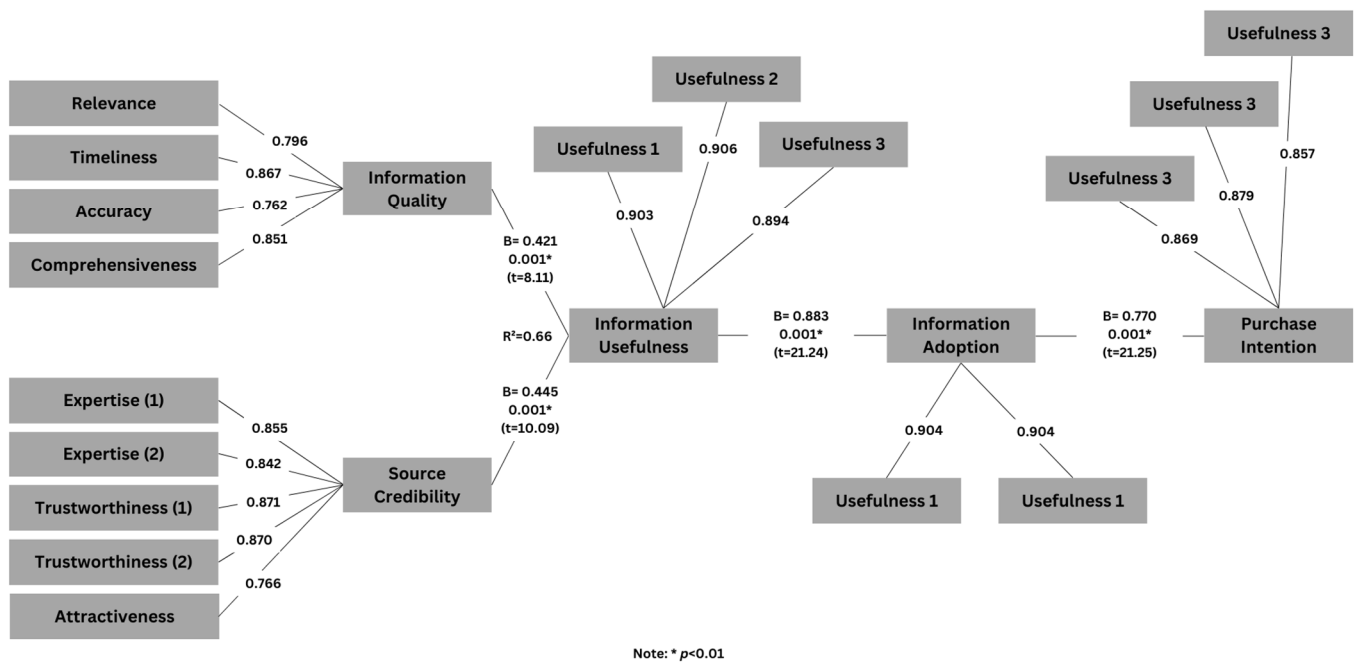 Relevance
Timeliness
Accuracy
Comprehensiveness
0.796
0.867
0.762
0.851
Information
Quality
Expertise (1)
Expertise (2)
Trustworthiness (1)
Trustworthiness (2)
Attractiveness
0.855
0.842
0.871
0.870
0.766
Source
Credibility
B= 0.421
0.001*
(t=8.11)
R²=0.66
B= 0.445
0.001*
(t=10.09)
Usefulness 1
Usefulness 2
Usefulness 3
0.903
0.906
0.894
Information
Usefulness
B= 0.883
0.001*
(t=21.24)
Information
Adoption
0.904
0.904
Usefulness 1
Usefulness 1
B= 0.770
0.001*
(t=21.25)
Usefulness 3
Usefulness 3
Usefulness 3
0.869
0.879
0.857
Purchase
Intention
Note: * p<0.01